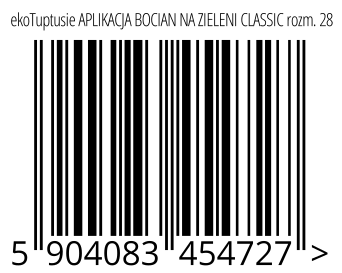 ekoTuptusie APLIKACJA BOCIAN NA ZIELENI CLASSIC rozm. 28
5 904083 454727 >